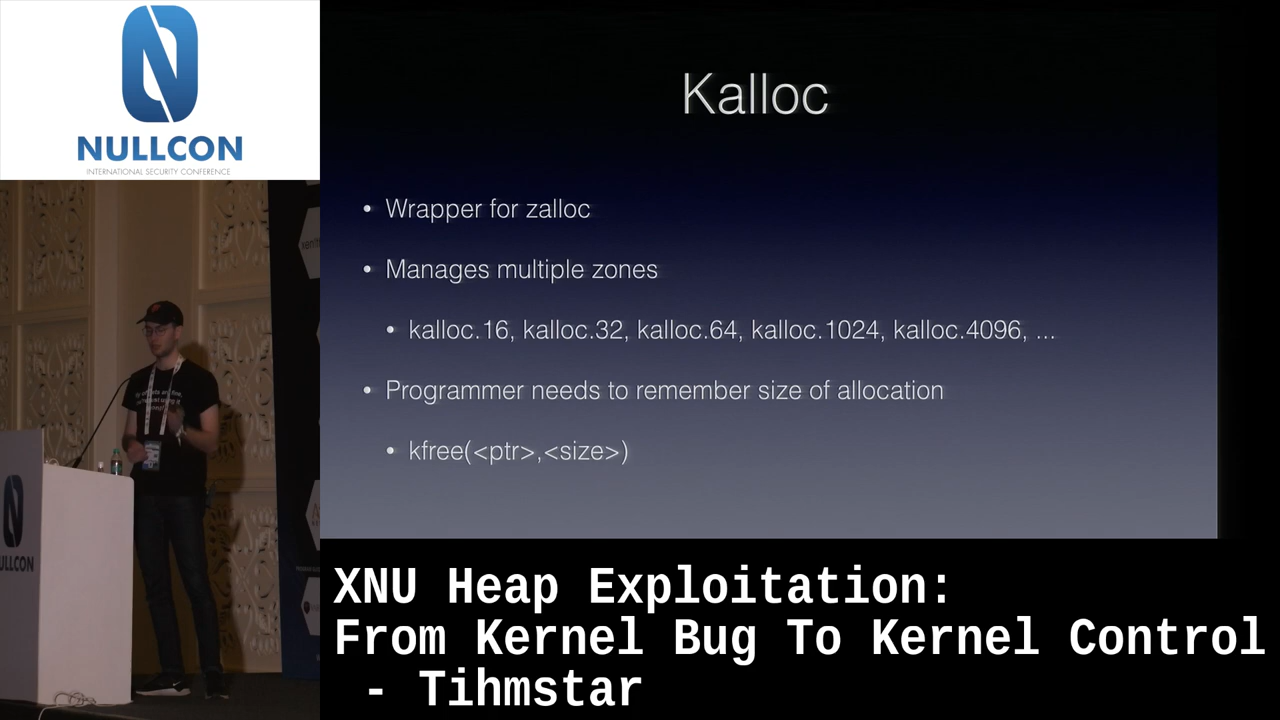 NULLCON
INTERNATIONAL SECURITY CONFERENCE
Kalloc
• Wrapper for zalloc
• Manages multiple zones
• kalloc.16, kalloc.32, kalloc.64, kalloc.1024, kalloc.4096, ...
• Programmer needs to remember size of allocation
• kfree(<ptr>,<size>)
NULLCON
XNU Heap Exploitation:
From Kernel Bug To Kernel Control
- Tihmstar